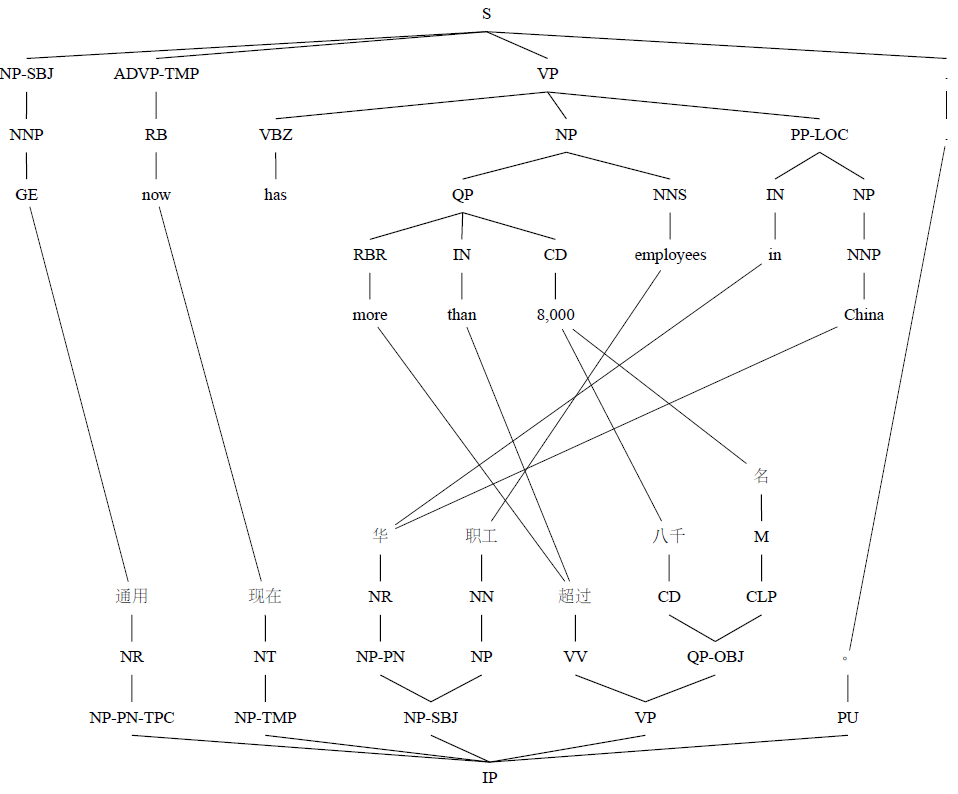 S
NP-SBJ ADVP-TMP VP .
NNP RB VBZ NP PP-LOC .
GE now has QP NNS IN NP
RBR IN CD employees in NNP
more than 8,000 China
名
华 职工 八千 M
通用 现在 NR NN 超过 CD CLP
NR NT NP-PN NP VV QP-OBJ 。
NP-PN-TPC NP-TMP NP-SBJ VP PU
IP